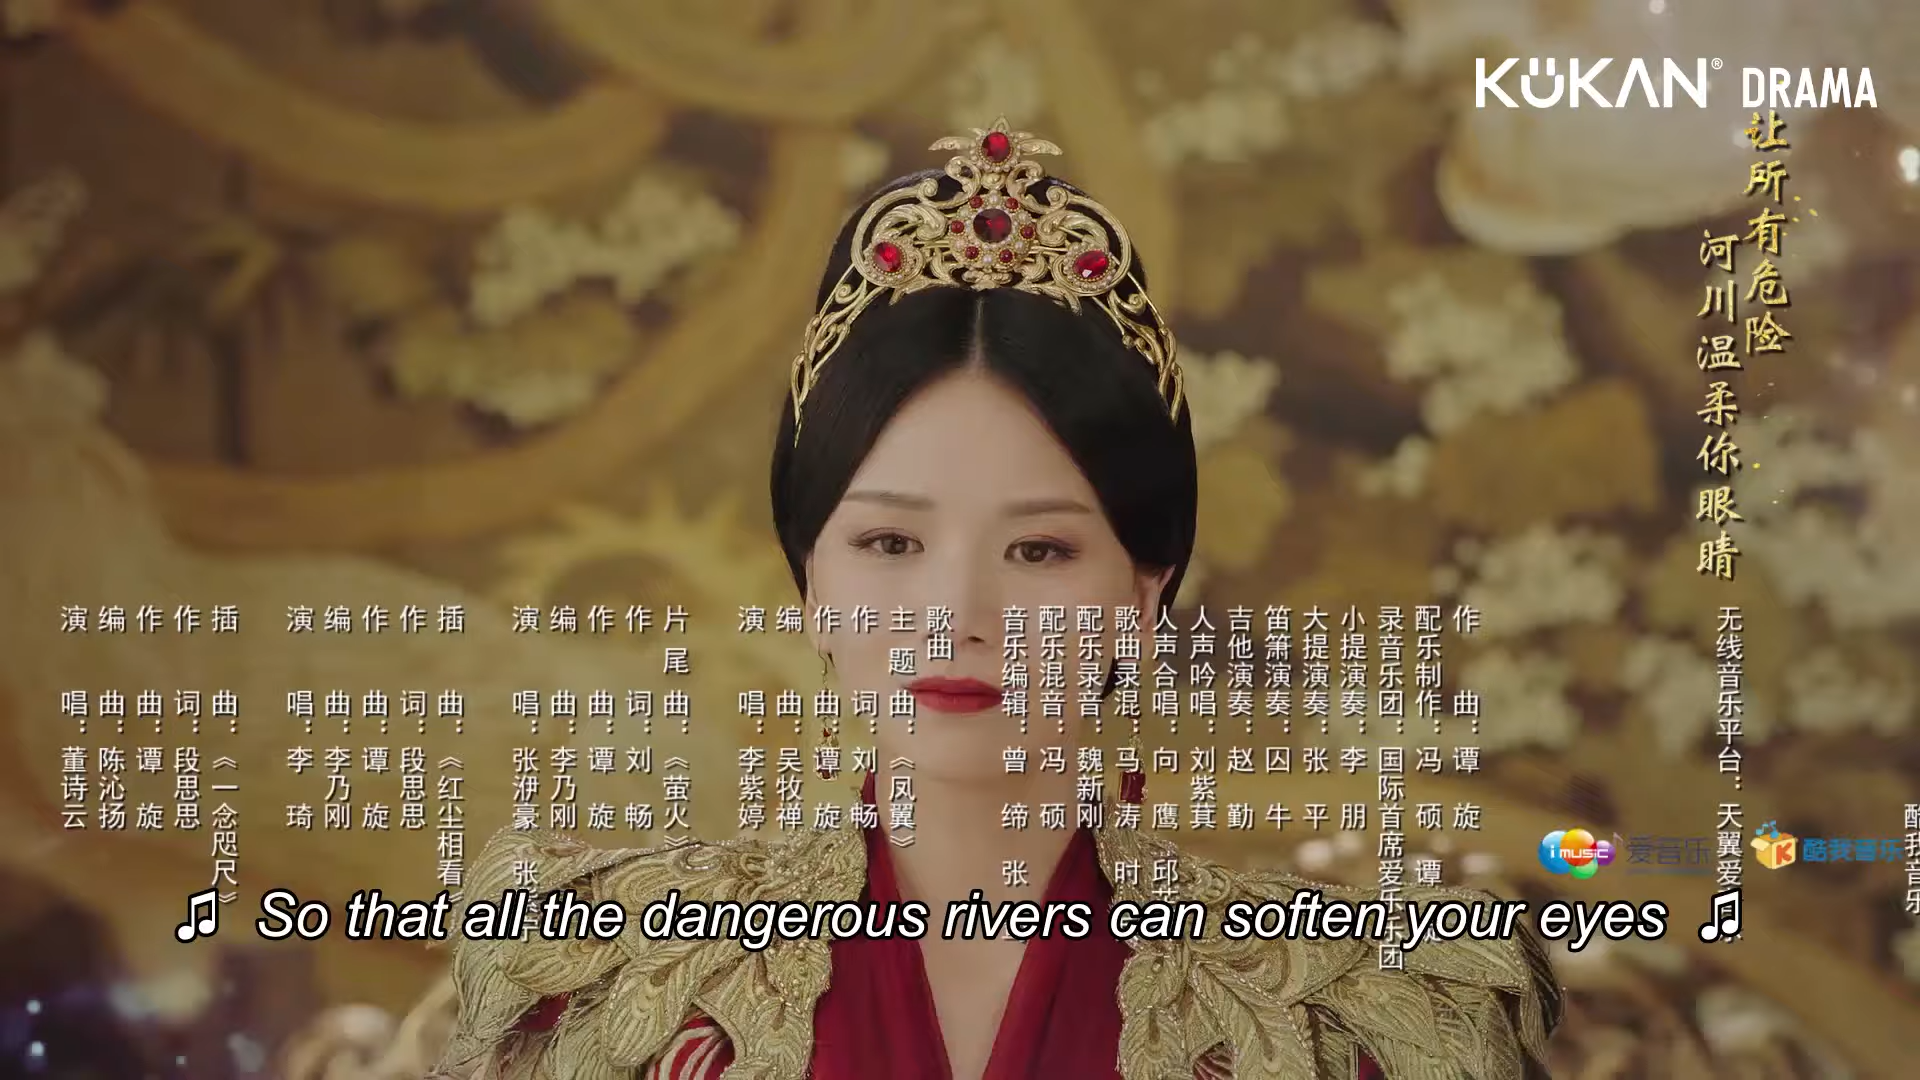 KÜKAN® DRAMA
让所有危险
河川温柔你眼睛
无线音乐平台：天翼爱
作曲：谭旋
配乐制作：冯硕 谭
录音乐团：国际首席爱乐乐团
小提演奏：李朋
大提演奏：张平
笛箫演奏：囚牛
吉他演奏：赵勤
人声吟唱：刘紫萁
人声合唱：向鹰 邱
歌曲录混：马涛 时
配乐录音：魏新刚
配乐混音：冯硕
音乐编辑：曾缔 张
歌曲
主题曲：《凤翼》
作词：刘畅
作曲：谭旋
编曲：吴牧禅
演唱：李紫婷
片尾曲：《萤火》
作词：刘畅
作曲：谭旋
编曲：李乃刚
演唱：张洢豪 张
插曲：《红尘相看
作词：段思思
作曲：谭旋
编曲：李乃刚
演唱：李琦
插曲：《一念咫尺》
作词：段思思
作曲：谭旋
编曲：陈沁扬
演唱：董诗云
imusic 爱音乐
酷我音乐
♫ So that all the dangerous rivers can soften your eyes ♫